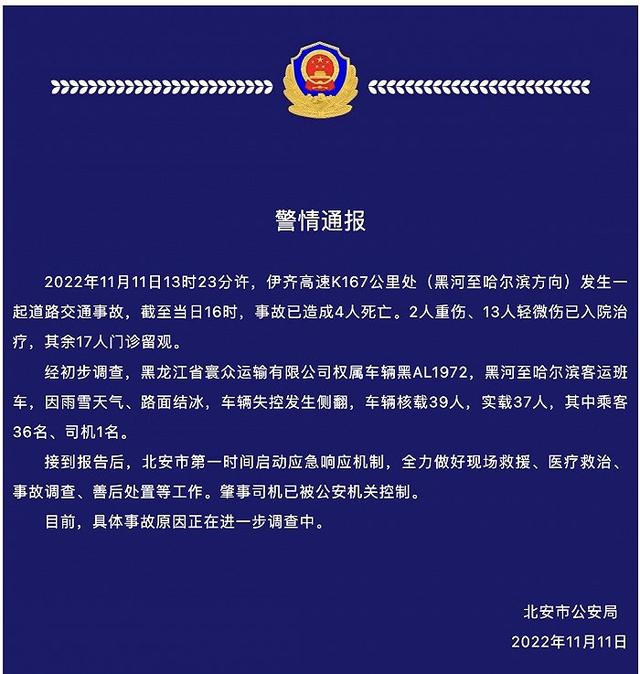 警情通报
2022年11月11日13时23分许，伊齐高速K167公里处（黑河至哈尔滨方向）发生一
起道路交通事故，截至当日16时，事故已造成4人死亡。2人重伤、13人轻微伤已入院治
疗，其余17人门诊留观。
经初步调查，黑龙江省寰众运输有限公司权属车辆黑AL1972，黑河至哈尔滨客运班
车，因雨雪天气、路面结冰，车辆失控发生侧翻，车辆核载39人，实载37人，其中乘客
36名、司机1名。
接到报告后，北安市第一时间启动应急响应机制，全力做好现场救援、医疗救治、
事故调查、善后处置等工作。肇事司机已被公安机关控制。
目前，具体事故原因正在进一步调查中。
北安市公安局
2022年11月11日